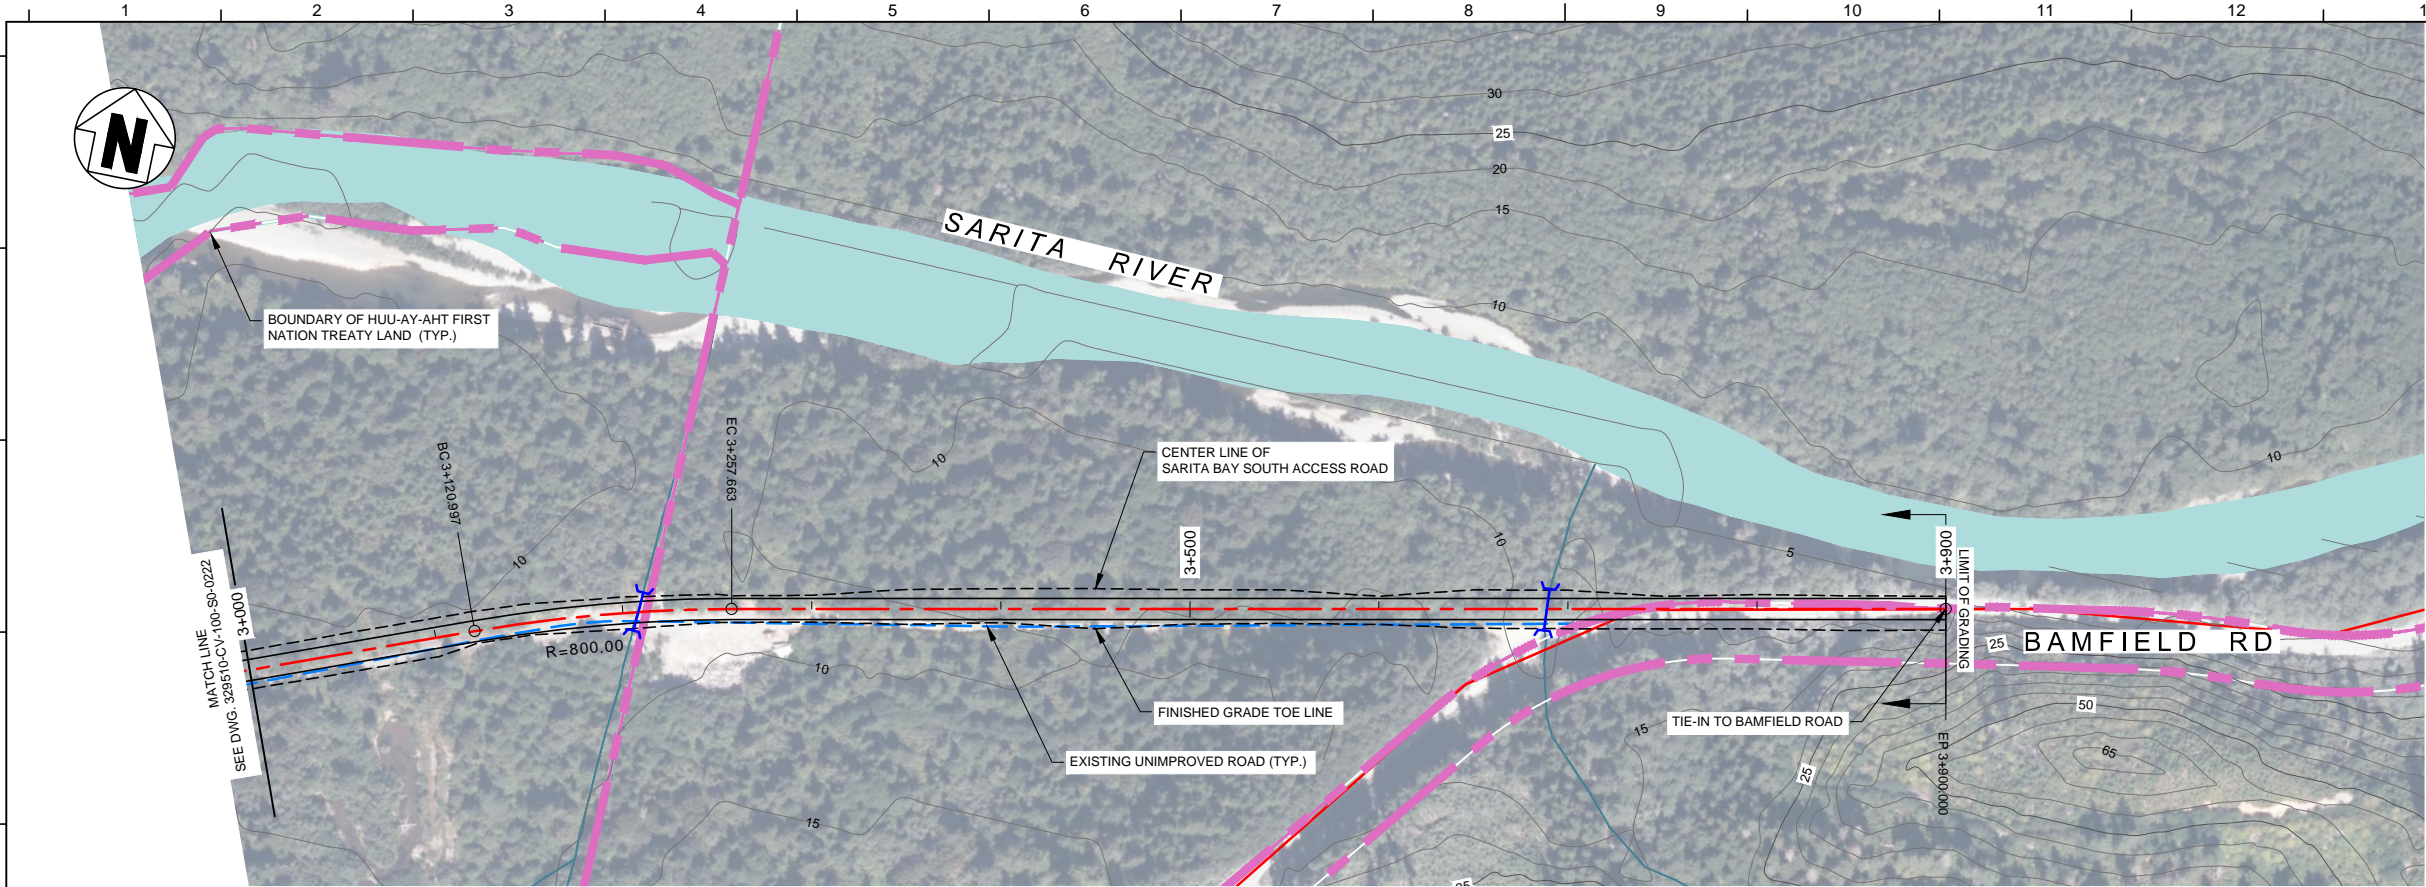 1 2 3 4 5 6 7 8 9 10 11 12
N
30
25
20
15
SARITA RIVER
10
BOUNDARY OF HUU-AY-AHT FIRST
NATION TREATY LAND (TYP.)
BC 3+120.997
EC 3+257.663
10
CENTER LINE OF
SARITA BAY SOUTH ACCESS ROAD
10
10
3+500
10
5
3+900
LIMIT OF GRADING
MATCH LINE
SEE DWG. 329510-CV-100-S0-0222
3+000
R=800.00
10
25
BAMFIELD RD
FINISHED GRADE TOE LINE
TIE-IN TO BAMFIELD ROAD
50
15
EXISTING UNIMPROVED ROAD (TYP.)
25
EP 3+900.000
65
15
25